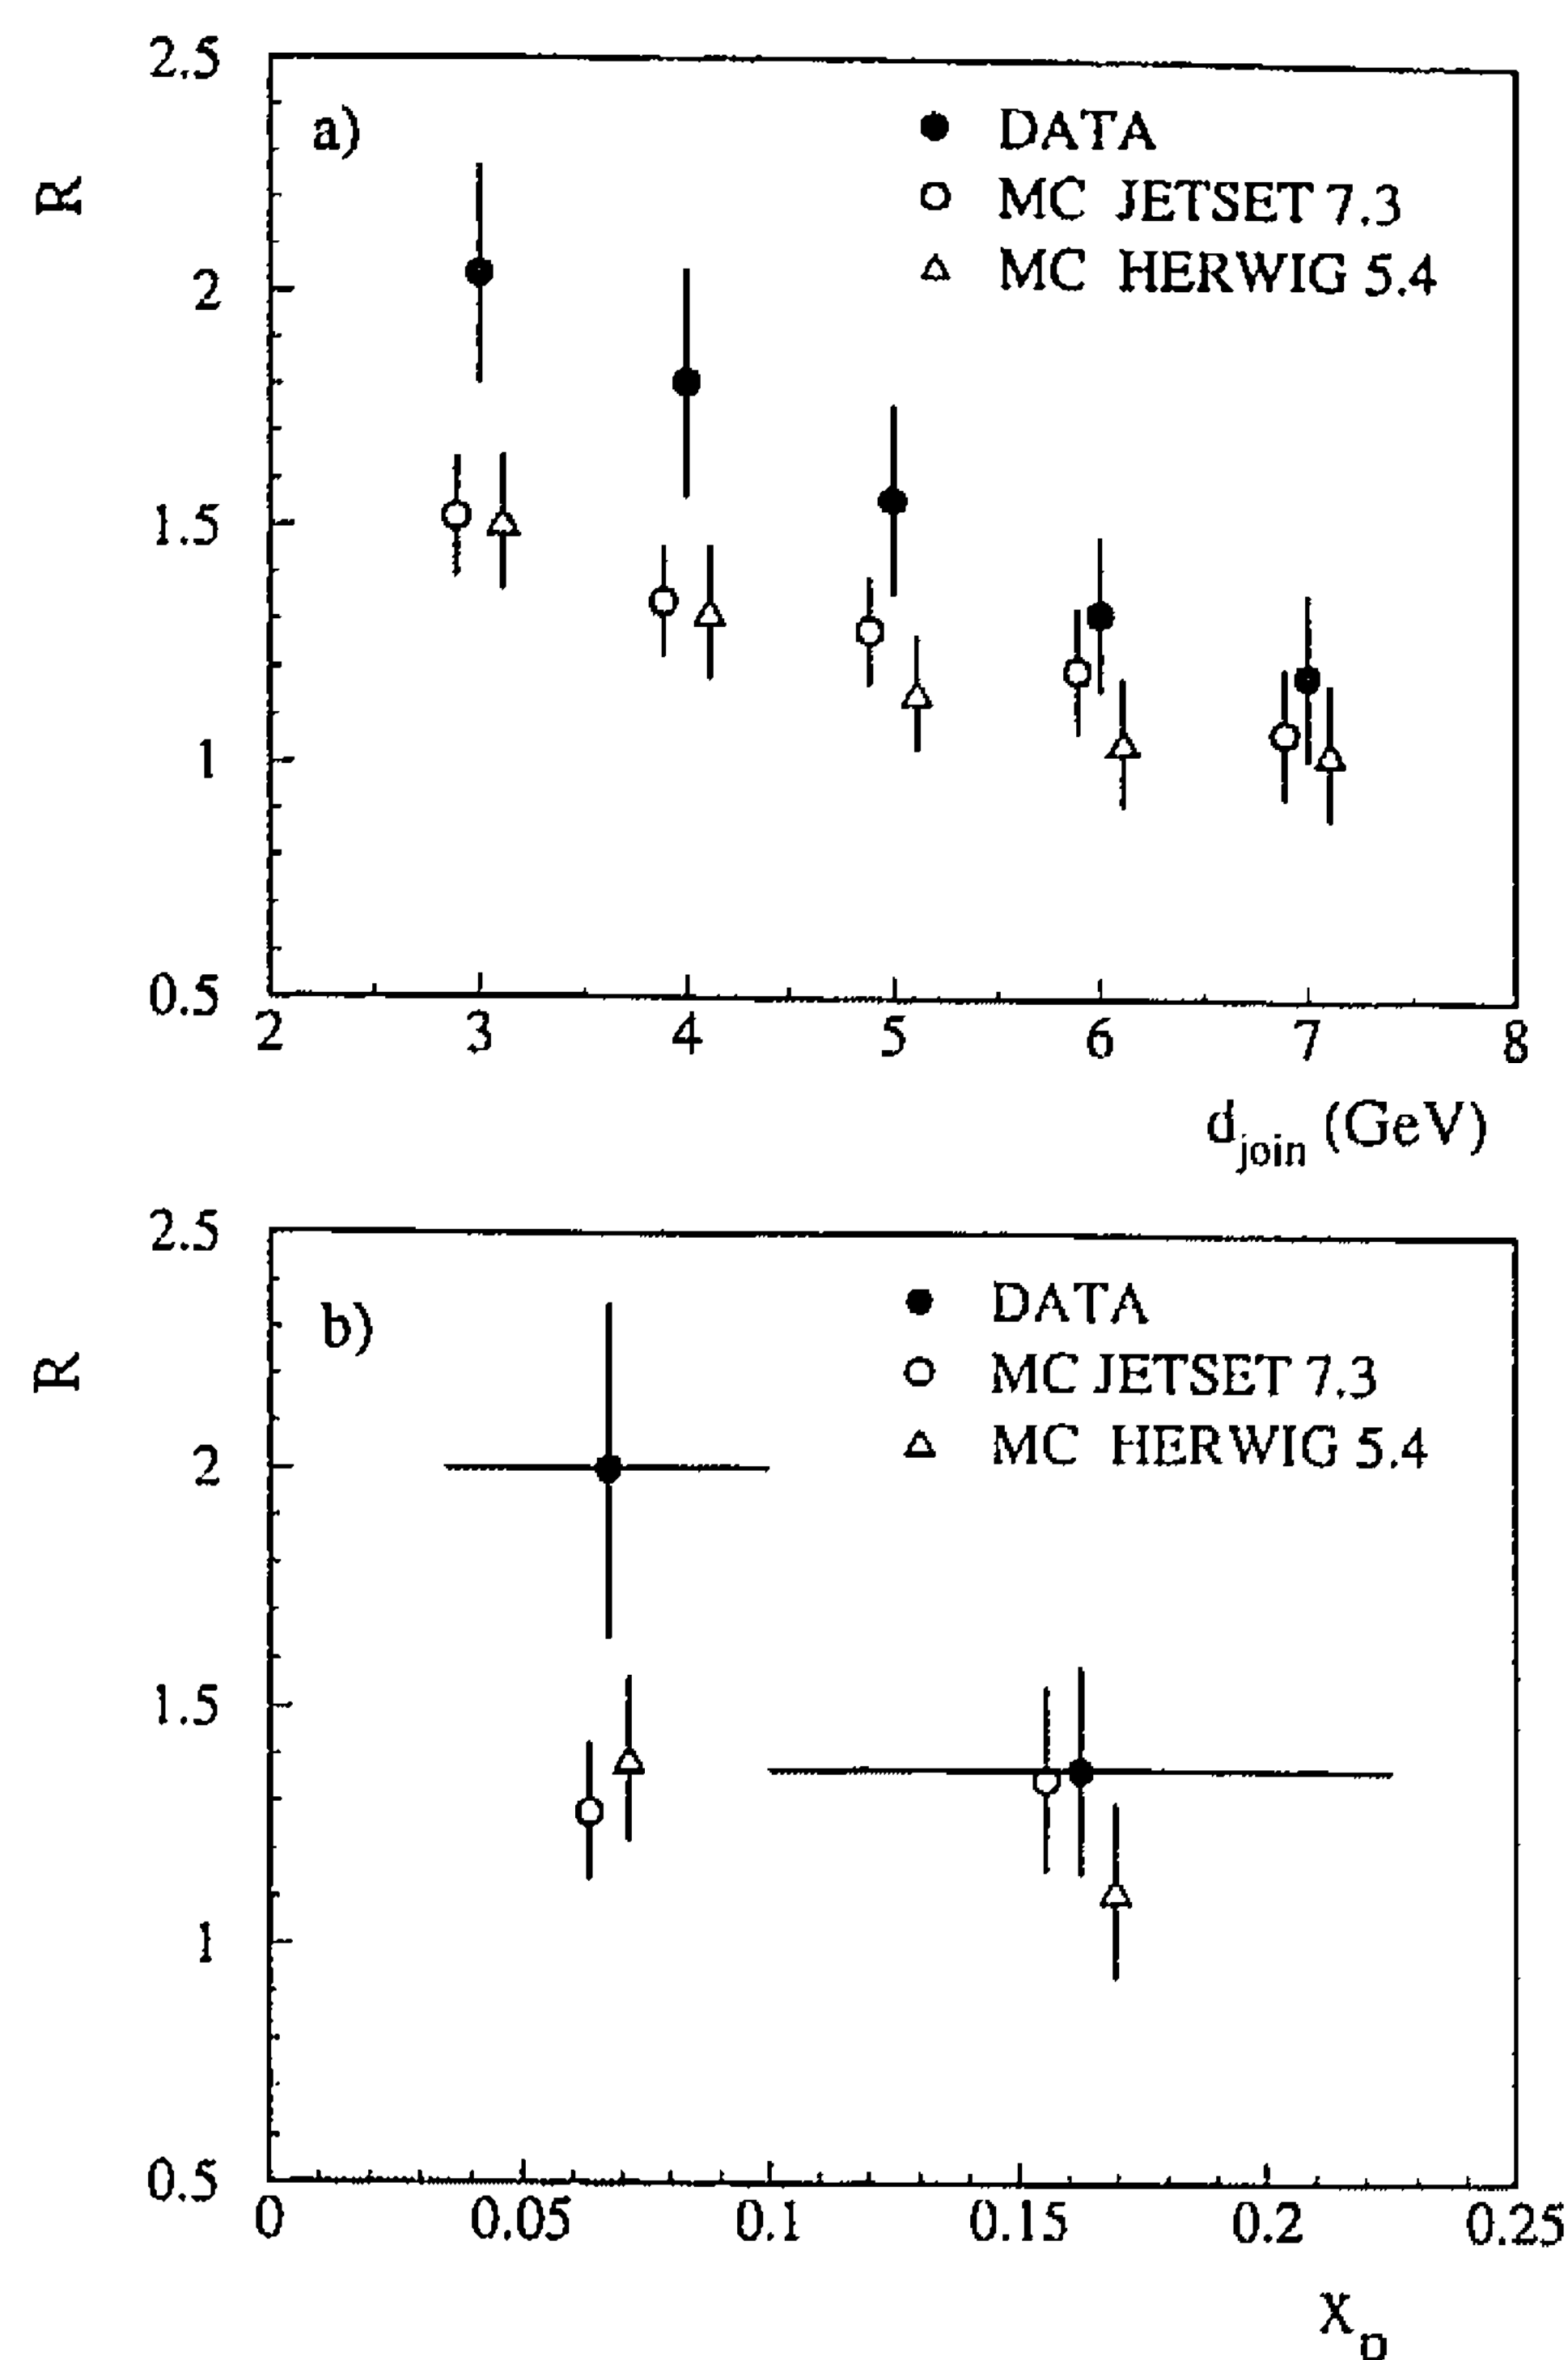 2.5
a)
DATA
R
MC JETSET 7.3
MC HERWIG 5.4
2
1.5
1
0.5
2 3 4 5 6 7 8
d_join (GeV)
2.5
b)
DATA
R
MC JETSET 7.3
MC HERWIG 5.4
2
1.5
1
0.5
0 0.05 0.1 0.15 0.2 0.25
X_p